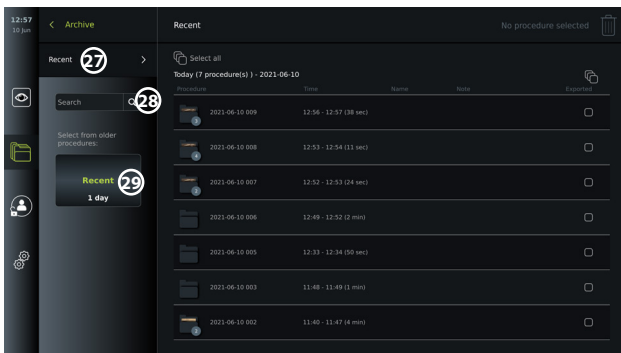 12:57
10 Jun
Archive
Recent
No procedure selected
Recent
27
Select all
Today (7 procedure(s) ) - 2021-06-10
Procedure
Time
Name
Note
Exported
Search
28
2021-06-10 009
12:56 - 12:57 (38 sec)
Select from older
procedures:
2021-06-10 008
12:53 - 12:54 (11 sec)
Recent
29
1 day
2021-06-10 007
12:52 - 12:53 (24 sec)
2021-06-10 006
12:49 - 12:52 (2 min)
2021-06-10 005
12:33 - 12:34 (50 sec)
2021-06-10 003
11:48 - 11:49 (1 min)
2021-06-10 002
11:40 - 11:47 (4 min)
2